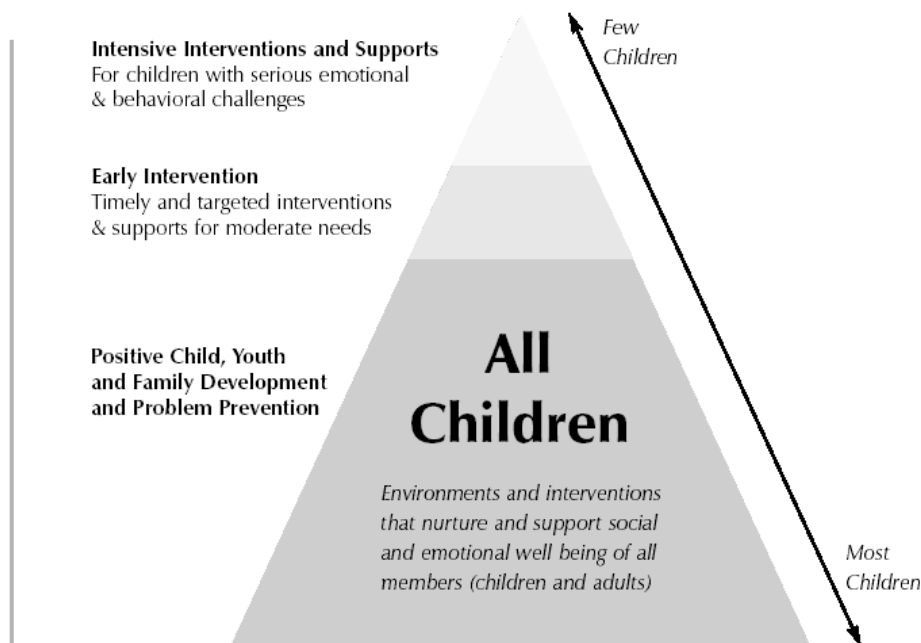 Intensive Interventions and Supports
For children with serious emotional
& behavioral challenges
Few
Children
Early Intervention
Timely and targeted interventions
& supports for moderate needs
Positive Child, Youth
and Family Development
and Problem Prevention
All
Children
Environments and interventions
that nurture and support social
and emotional well being of all
members (children and adults)
Most
Children